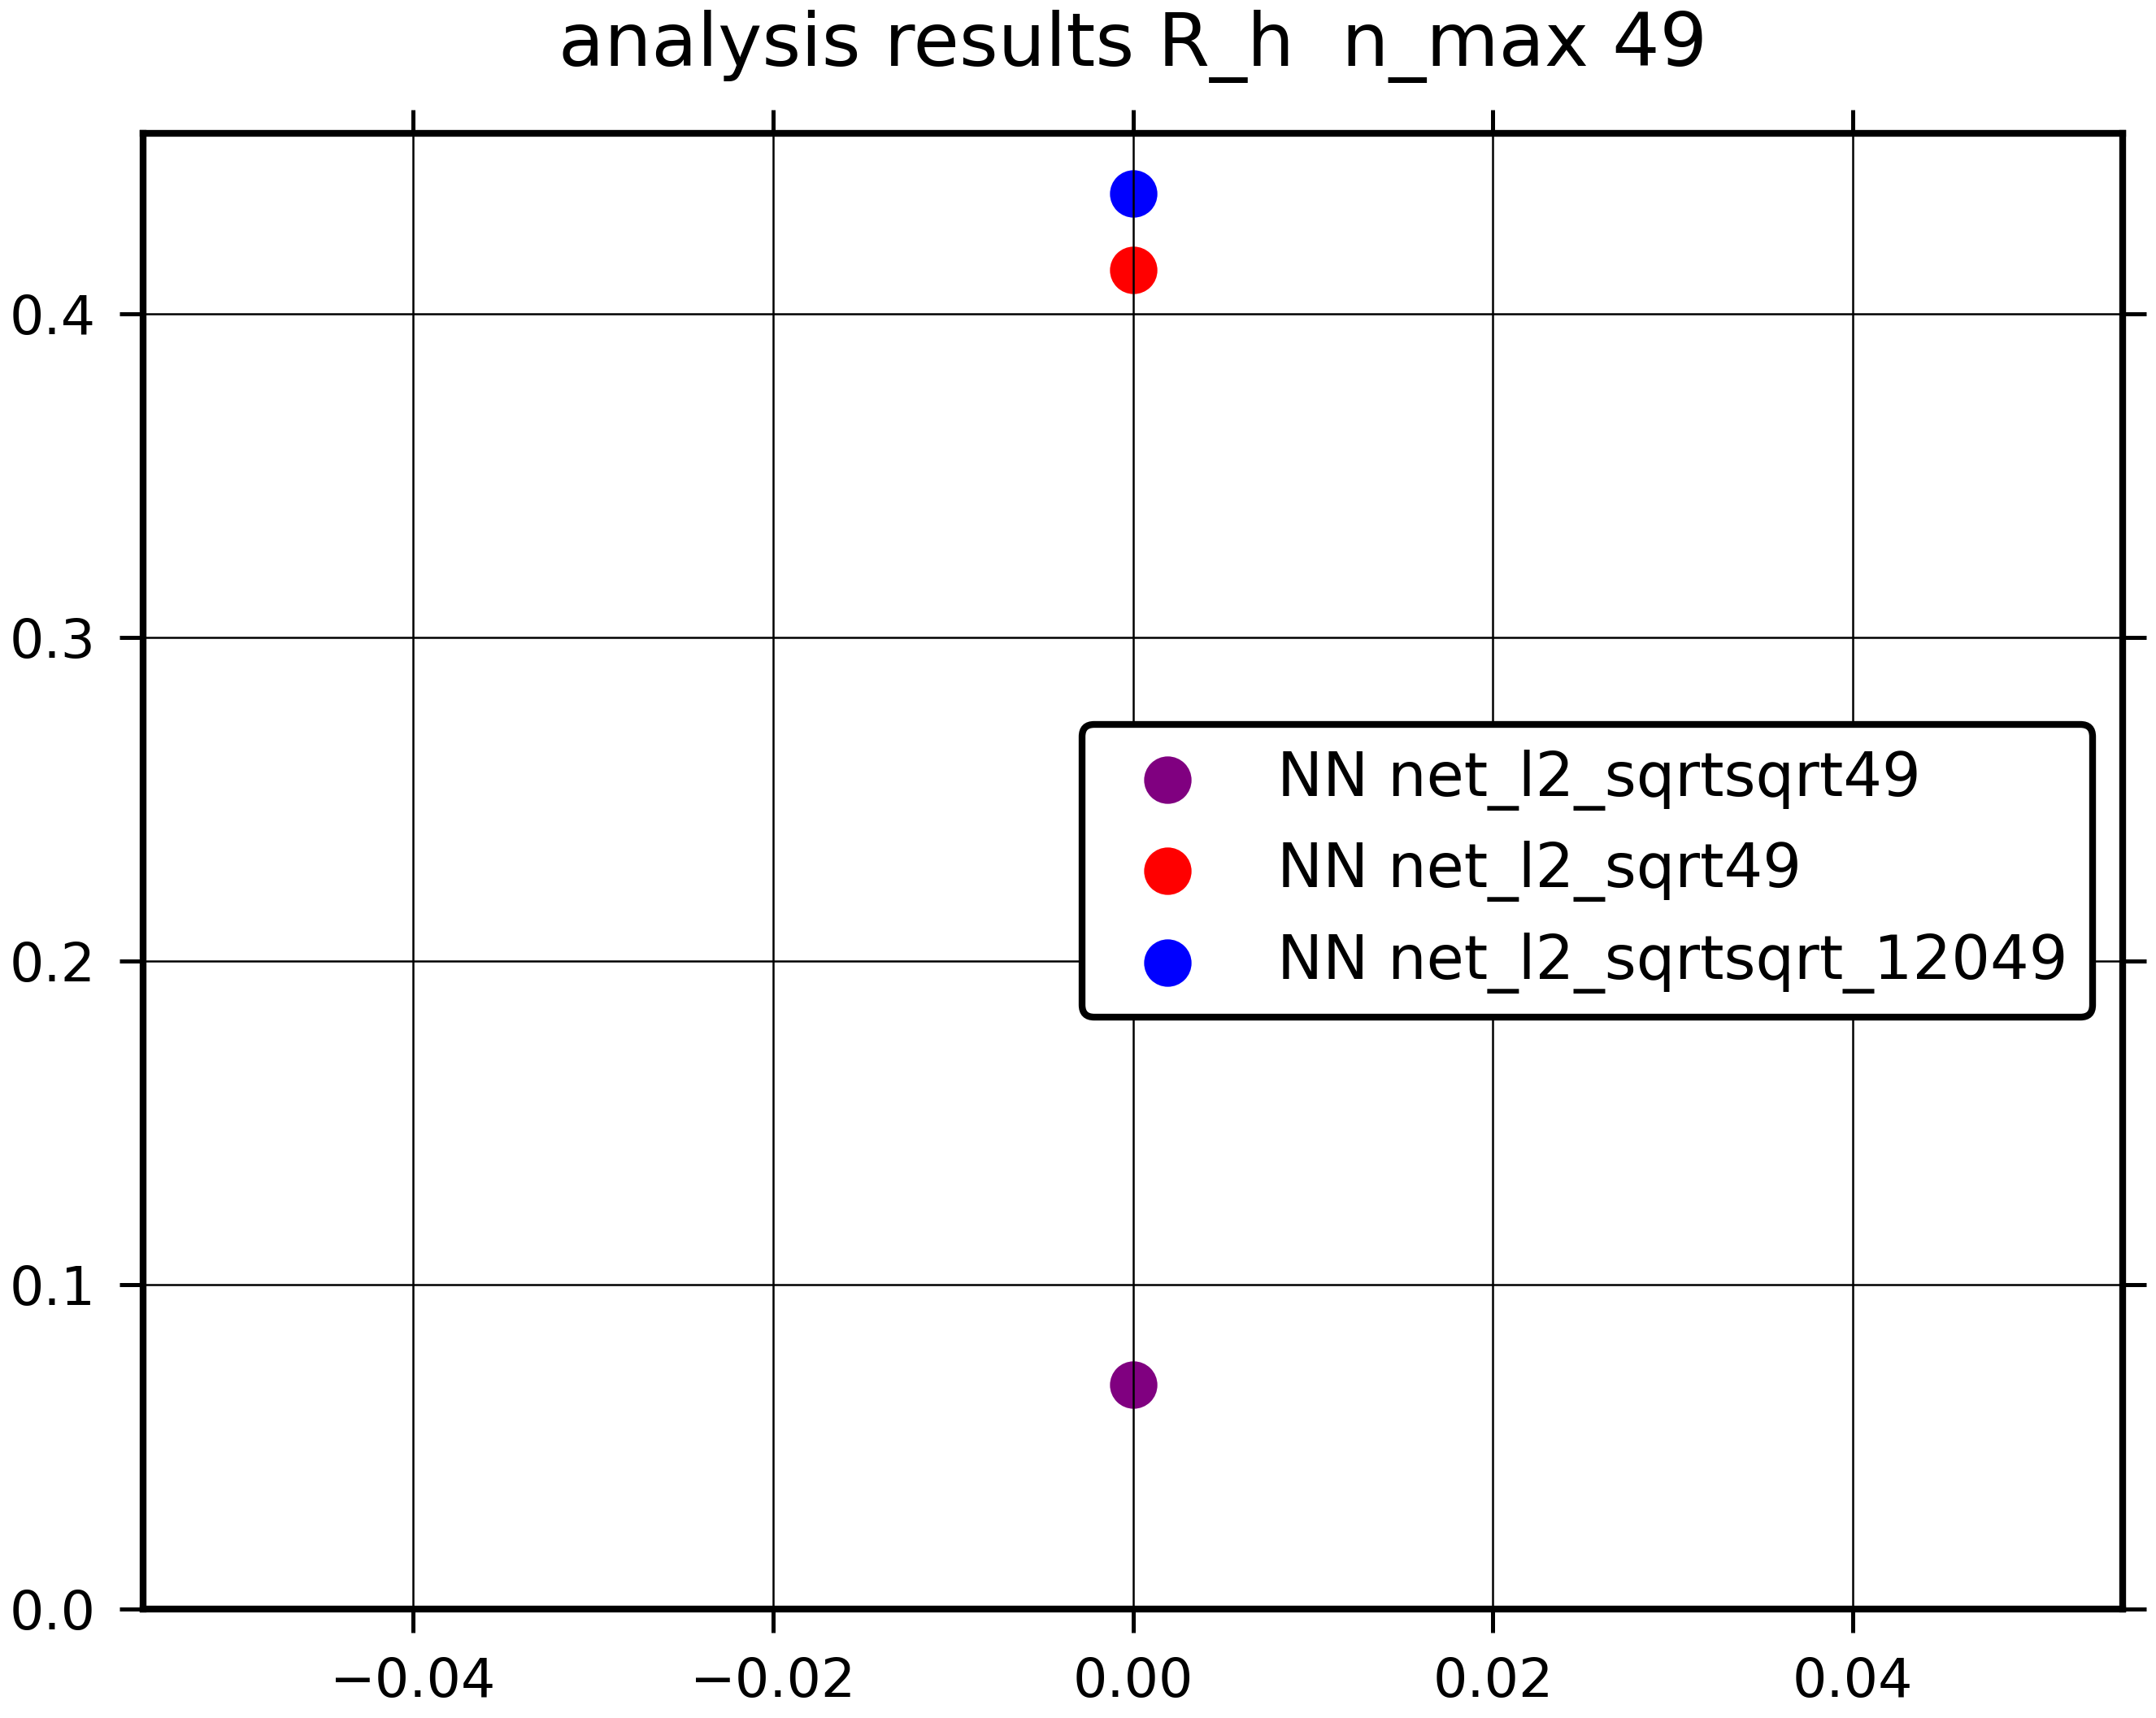 analysis results R_h  n_max 49
0.4
0.3
0.2
0.1
0.0
NN net_l2_sqrtsqrt49
NN net_l2_sqrt49
NN net_l2_sqrtsqrt_12049
−0.04 −0.02 0.00 0.02 0.04